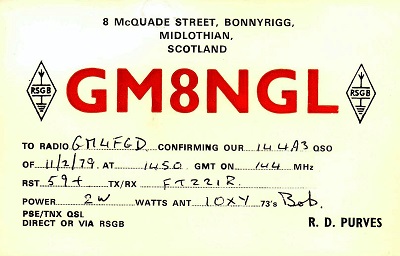 8 McQUADE STREET, BONNYRIGG,
MIDLOTHIAN,
SCOTLAND
RSGB GM8NGL RSGB
TO RADIO GM4FGD CONFIRMING OUR 144A3 QSO
OF 11/2/79 AT 1450 GMT ON 144 MHz
RST 59+ TX/RX FT221R
POWER 2W WATTS ANT 10XY 73's Bob.
PSE/TNX QSL
DIRECT OR VIA RSGB
R. D. PURVES